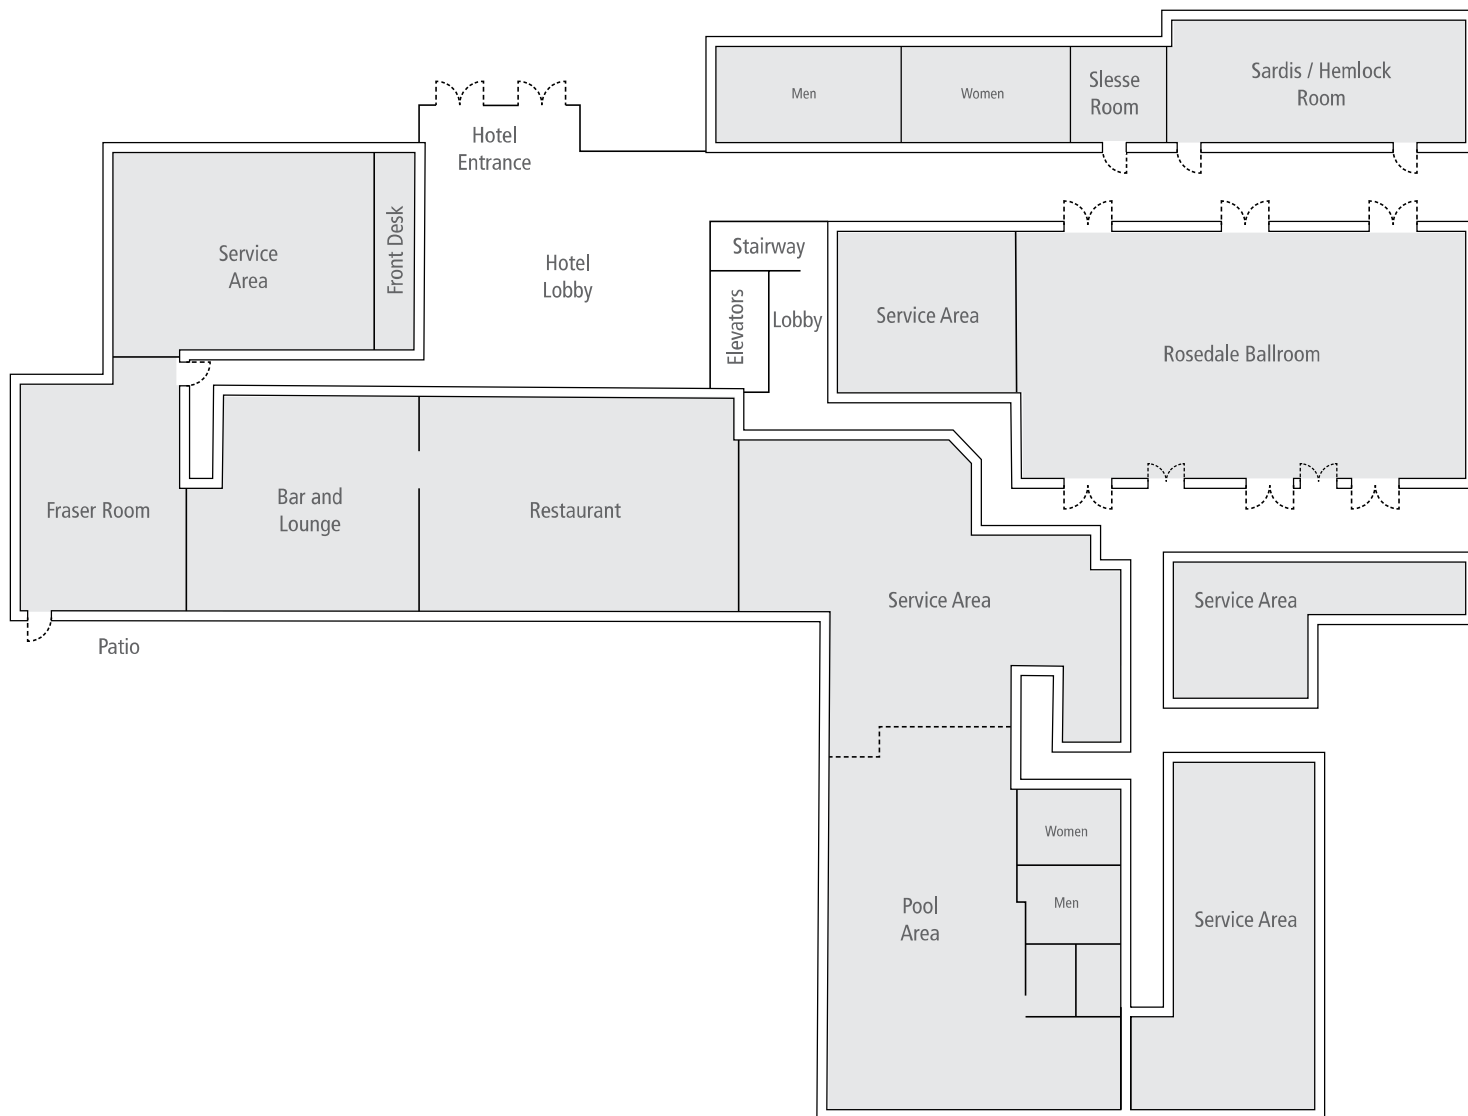 Men
Women
Slesse
Room
Sardis / Hemlock
Room
Hotel
Entrance
Service
Area
Front Desk
Hotel
Lobby
Stairway
Elevators
Lobby
Service Area
Rosedale Ballroom
Fraser Room
Bar and
Lounge
Restaurant
Service Area
Service Area
Patio
Women
Men
Pool
Area
Service Area